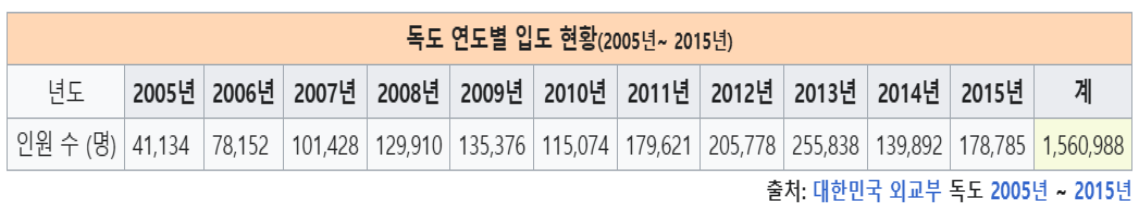 독도 연도별 입도 현황(2005년~ 2015년)
년도 2005년 2006년 2007년 2008년 2009년 2010년 2011년 2012년 2013년 2014년 2015년 계
인원 수 (명) 41,134 78,152 101,428 129,910 135,376 115,074 179,621 205,778 255,838 139,892 178,785 1,560,988
출처: 대한민국 외교부 독도 2005년 ~ 2015년